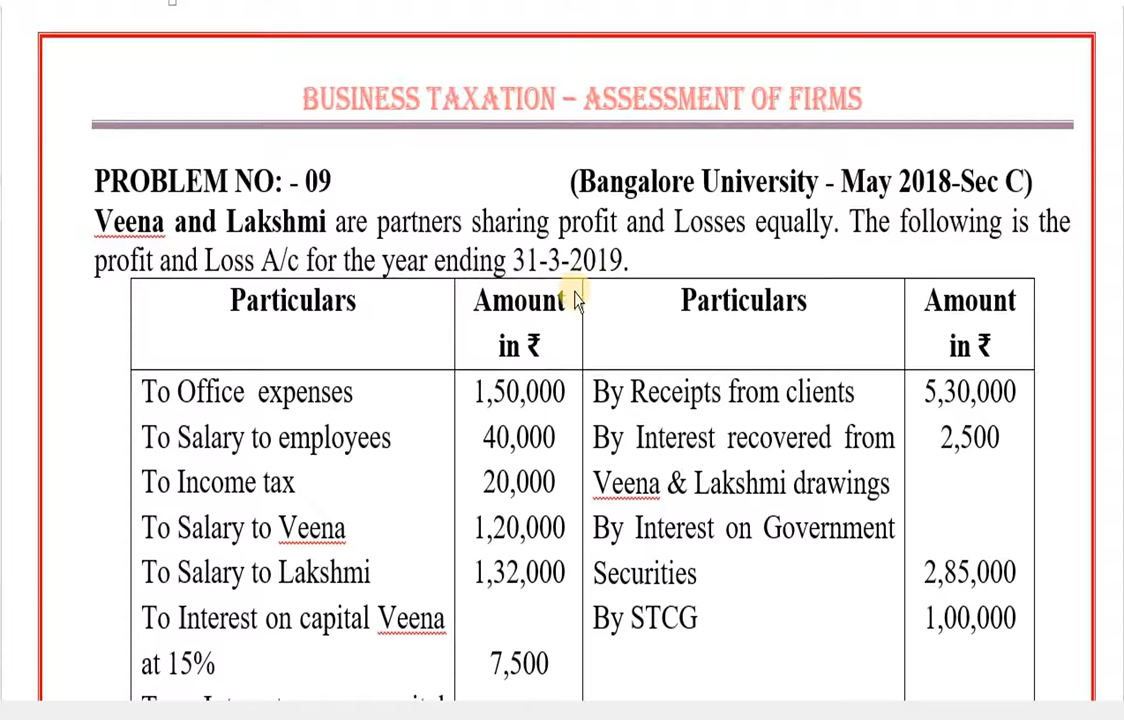 BUSINESS TAXATION – ASSESSMENT OF FIRMS
PROBLEM NO: - 09 (Bangalore University - May 2018-Sec C)
Veena and Lakshmi are partners sharing profit and Losses equally. The following is the
profit and Loss A/c for the year ending 31-3-2019.
Particulars Amount Particulars Amount
in ₹ in ₹
To Office expenses 1,50,000 By Receipts from clients 5,30,000
To Salary to employees 40,000 By Interest recovered from 2,500
To Income tax 20,000 Veena & Lakshmi drawings
To Salary to Veena 1,20,000 By Interest on Government
To Salary to Lakshmi 1,32,000 Securities 2,85,000
To Interest on capital Veena By STCG 1,00,000
at 15% 7,500